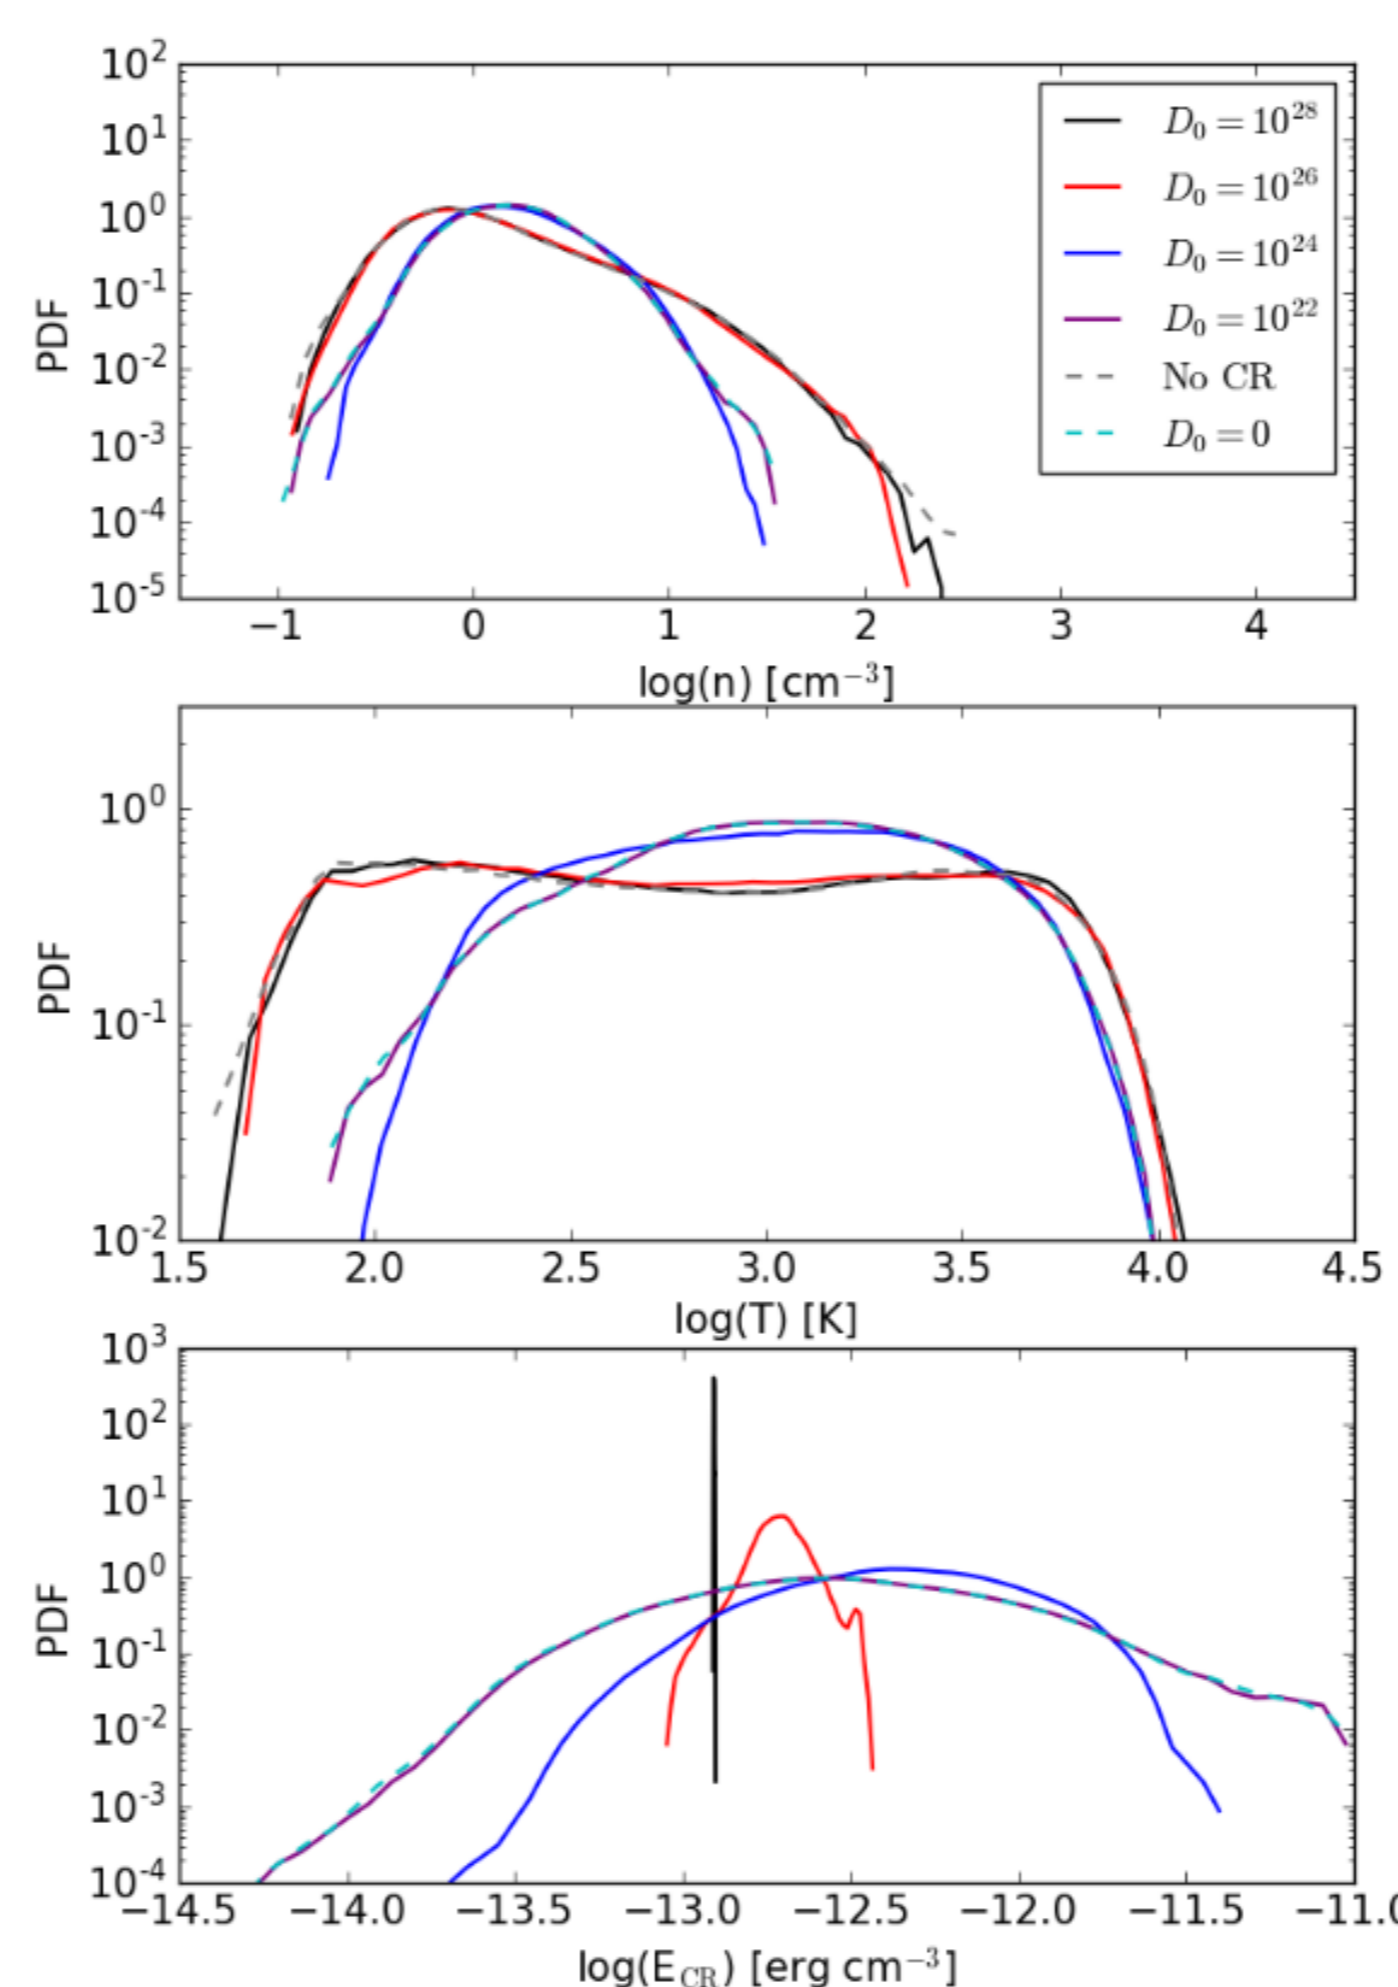 10²
10¹
10⁰
10⁻¹
10⁻²
10⁻³
10⁻⁴
10⁻⁵
PDF
D₀ = 10²⁸
D₀ = 10²⁶
D₀ = 10²⁴
D₀ = 10²²
No CR
D₀ = 0
−1 0 1 2 3 4
log(n) [cm⁻³]
10⁰
10⁻¹
10⁻²
PDF
1.5 2.0 2.5 3.0 3.5 4.0 4.5
log(T) [K]
10³
10²
10¹
10⁰
10⁻¹
10⁻²
10⁻³
10⁻⁴
PDF
−14.5 −14.0 −13.5 −13.0 −12.5 −12.0 −11.5 −11.0
log(E_CR) [erg cm⁻³]